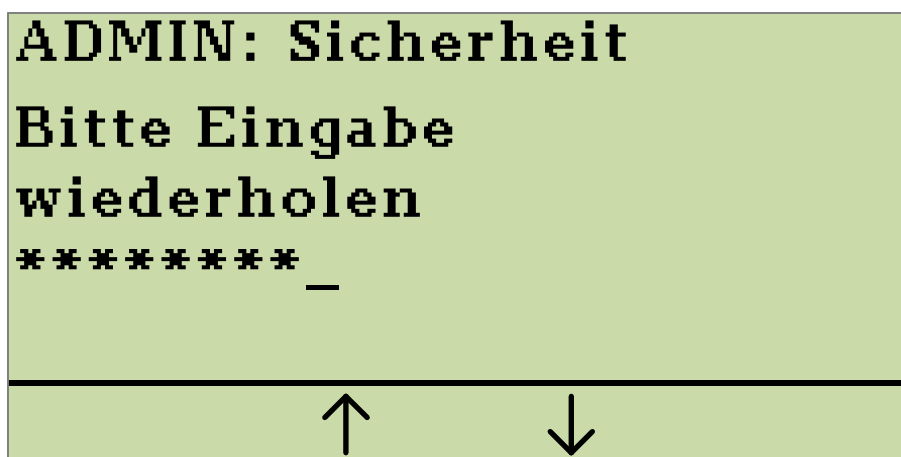 ADMIN: Sicherheit
Bitte Eingabe
wiederholen
********_
↑ ↓